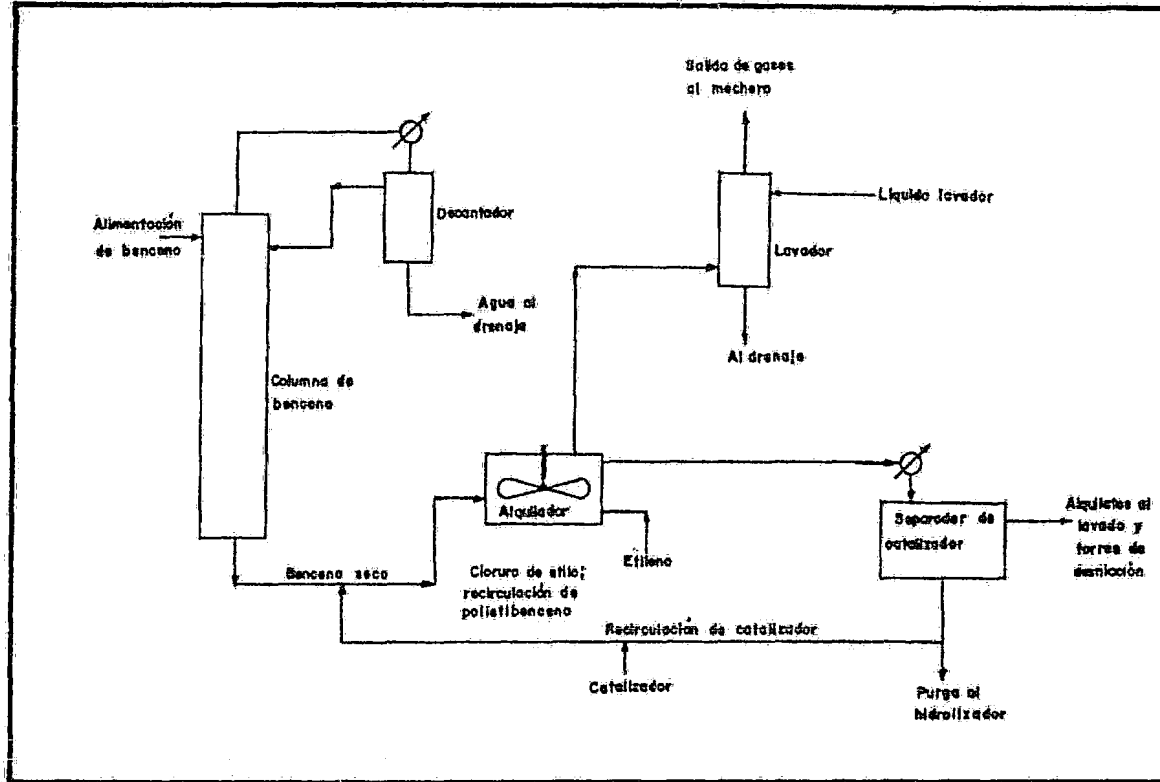 Salida de gases
al mechero
Líquido lavador
Decantador
Alimentación
de benceno
Lavador
Agua al
drenaje
Al drenaje
Columna de
benceno
Alquilador
Separador de
catalizador
Alquilatos al
lavado y
torres de
destilación
Etileno
Benceno seco
Cloruro de etilo;
recirculación de
polietibenceno
Recirculación de catalizador
Catalizador
Purga al
hidrolizador